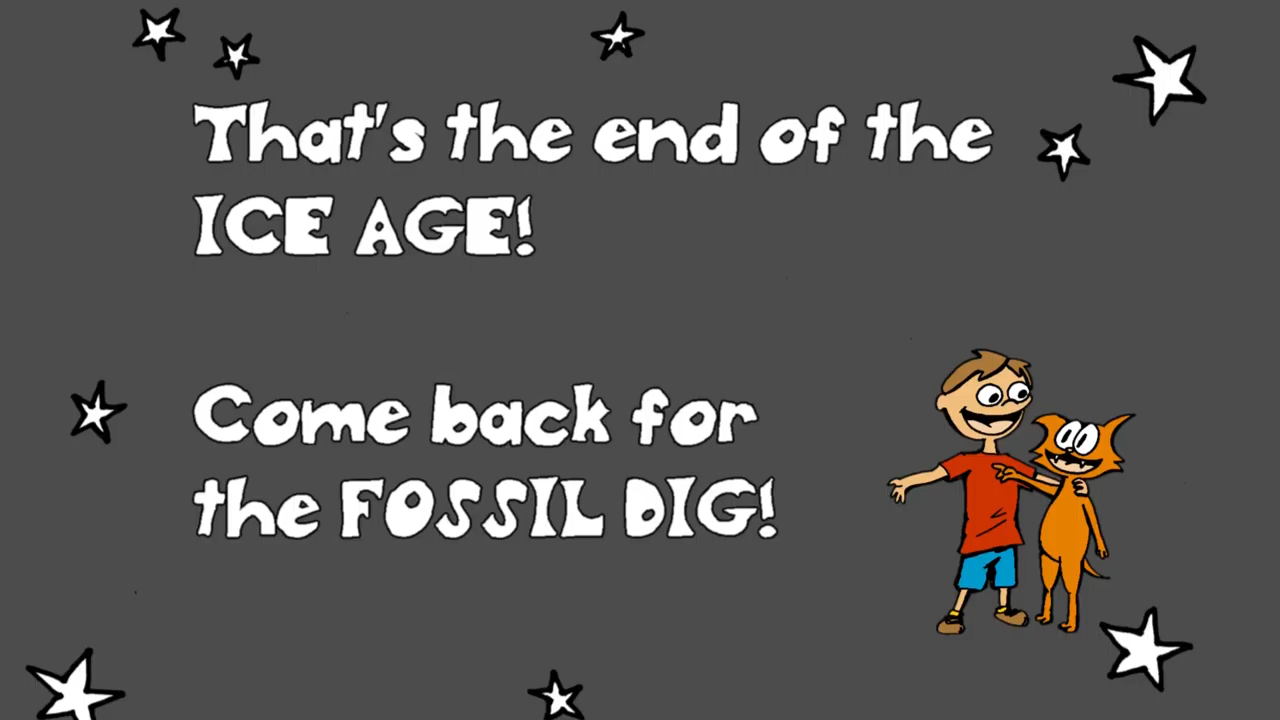 That's the end of the
ICE AGE!
Come back for
the FOSSIL DIG!